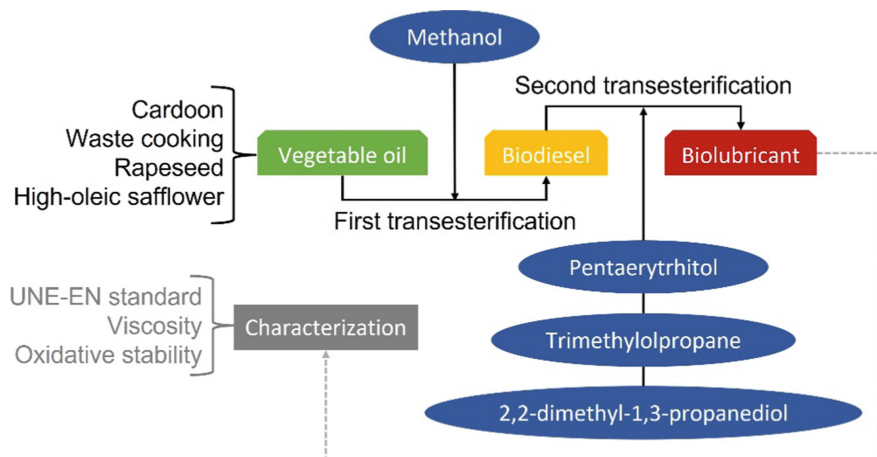 Methanol
Second transesterification
Cardoon
Waste cooking
Rapeseed
High-oleic safflower
Vegetable oil
Biodiesel
Biolubricant
First transesterification
Pentaerytrhitol
UNE-EN standard
Viscosity
Oxidative stability
Characterization
Trimethylolpropane
2,2-dimethyl-1,3-propanediol